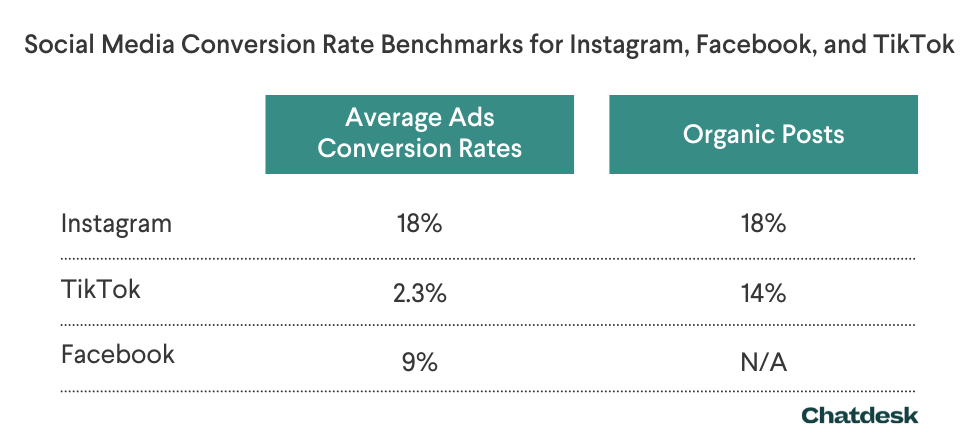 Social Media Conversion Rate Benchmarks for Instagram, Facebook, and TikTok
Average Ads
Conversion Rates
Organic Posts
Instagram 18% 18%
TikTok 2.3% 14%
Facebook 9% N/A
Chatdesk